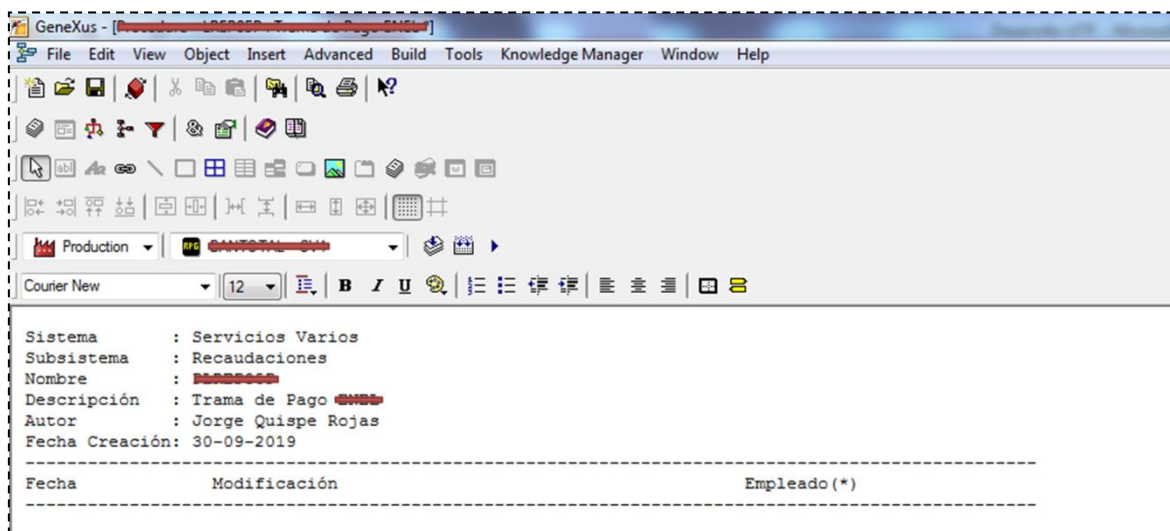 GeneXus - [
File Edit View Object Insert Advanced Build Tools Knowledge Manager Window Help
Production RPG
Courier New 12 B I U
Sistema : Servicios Varios
Subsistema : Recaudaciones
Nombre :
Descripción : Trama de Pago
Autor : Jorge Quispe Rojas
Fecha Creación: 30-09-2019
Fecha Modificación Empleado(*)